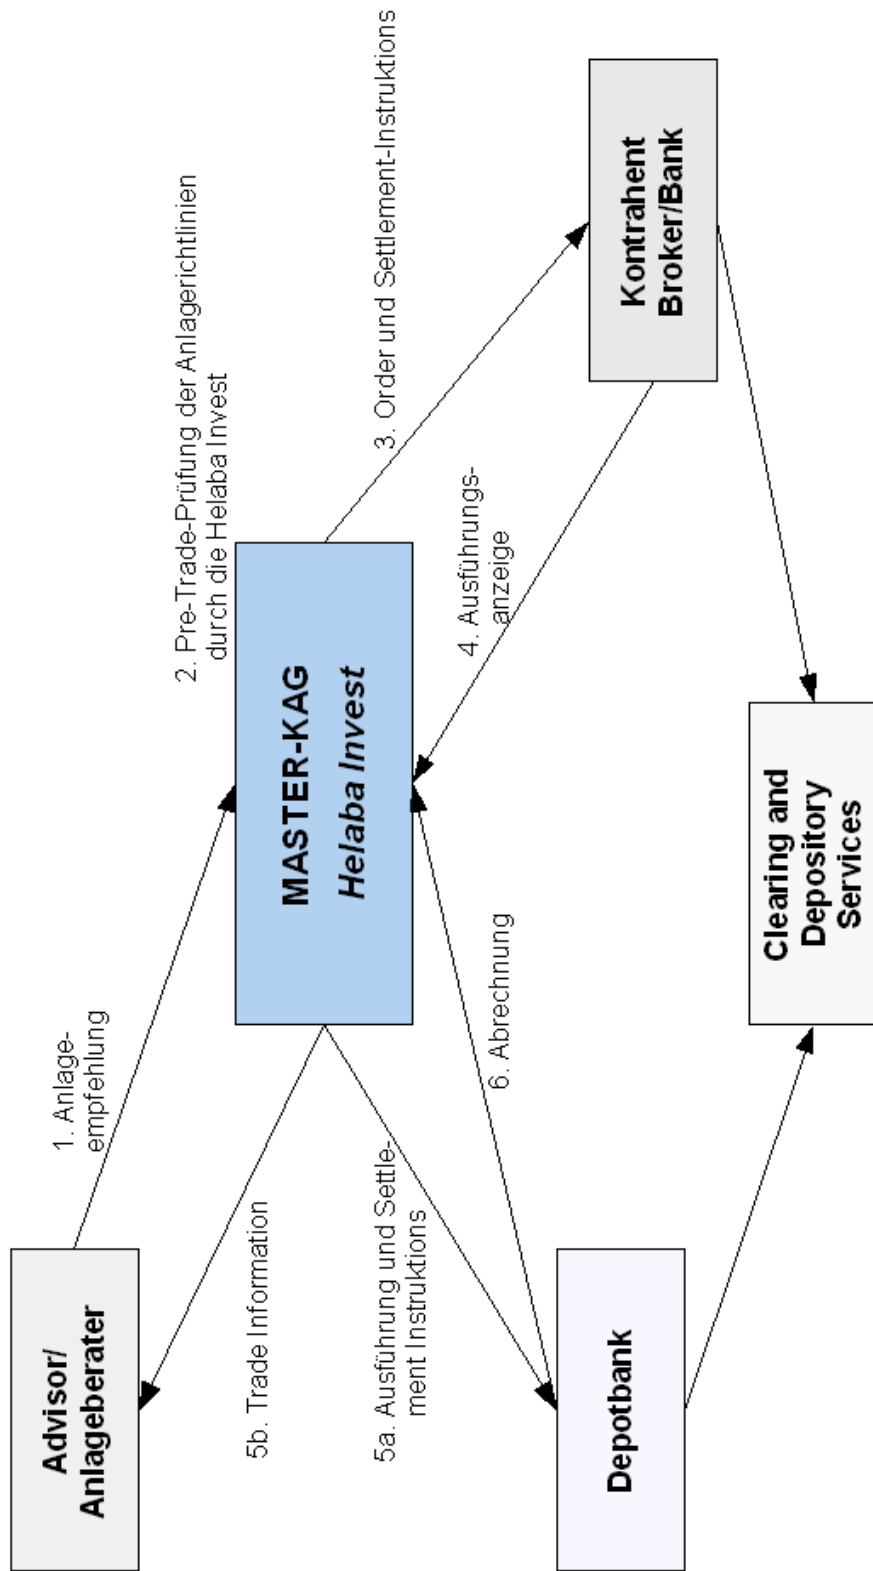 Advisor/
Anlageberater
1. Anlage-
empfehlung
2. Pre-Trade-Prüfung der Anlagerichtlinien
durch die Helaba Invest
MASTER-KAG
Helaba Invest
3. Order und Settlement-Instruktions
Kontrahent
Broker/Bank
4. Ausführungs-
anzeige
5b. Trade Information
5a. Ausführung und Settle-
ment Instruktions
6. Abrechnung
Depotbank
Clearing and
Depository
Services